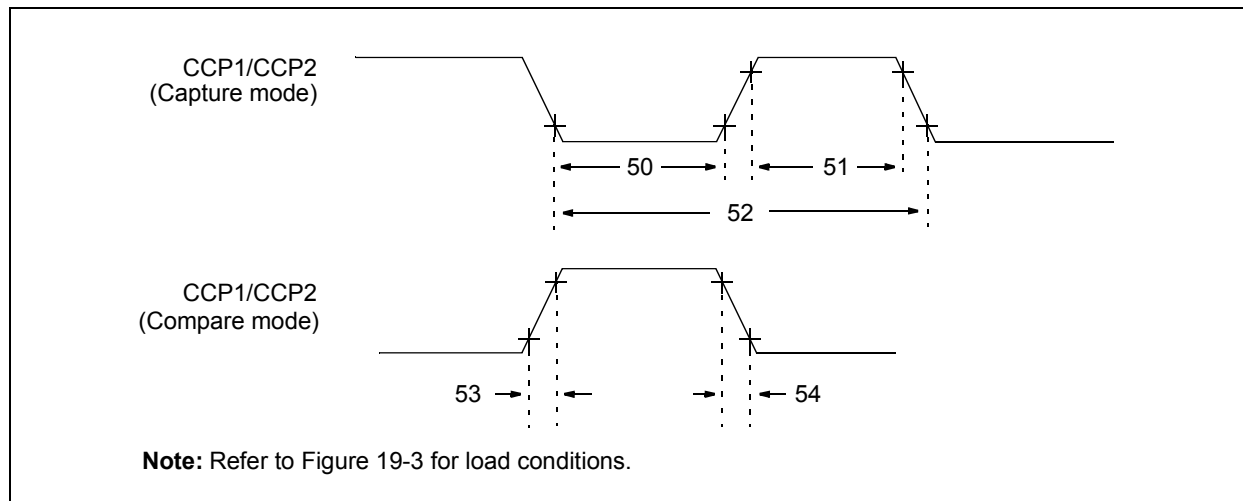 CCP1/CCP2
(Capture mode)
50
51
52
CCP1/CCP2
(Compare mode)
53
54
Note: Refer to Figure 19-3 for load conditions.